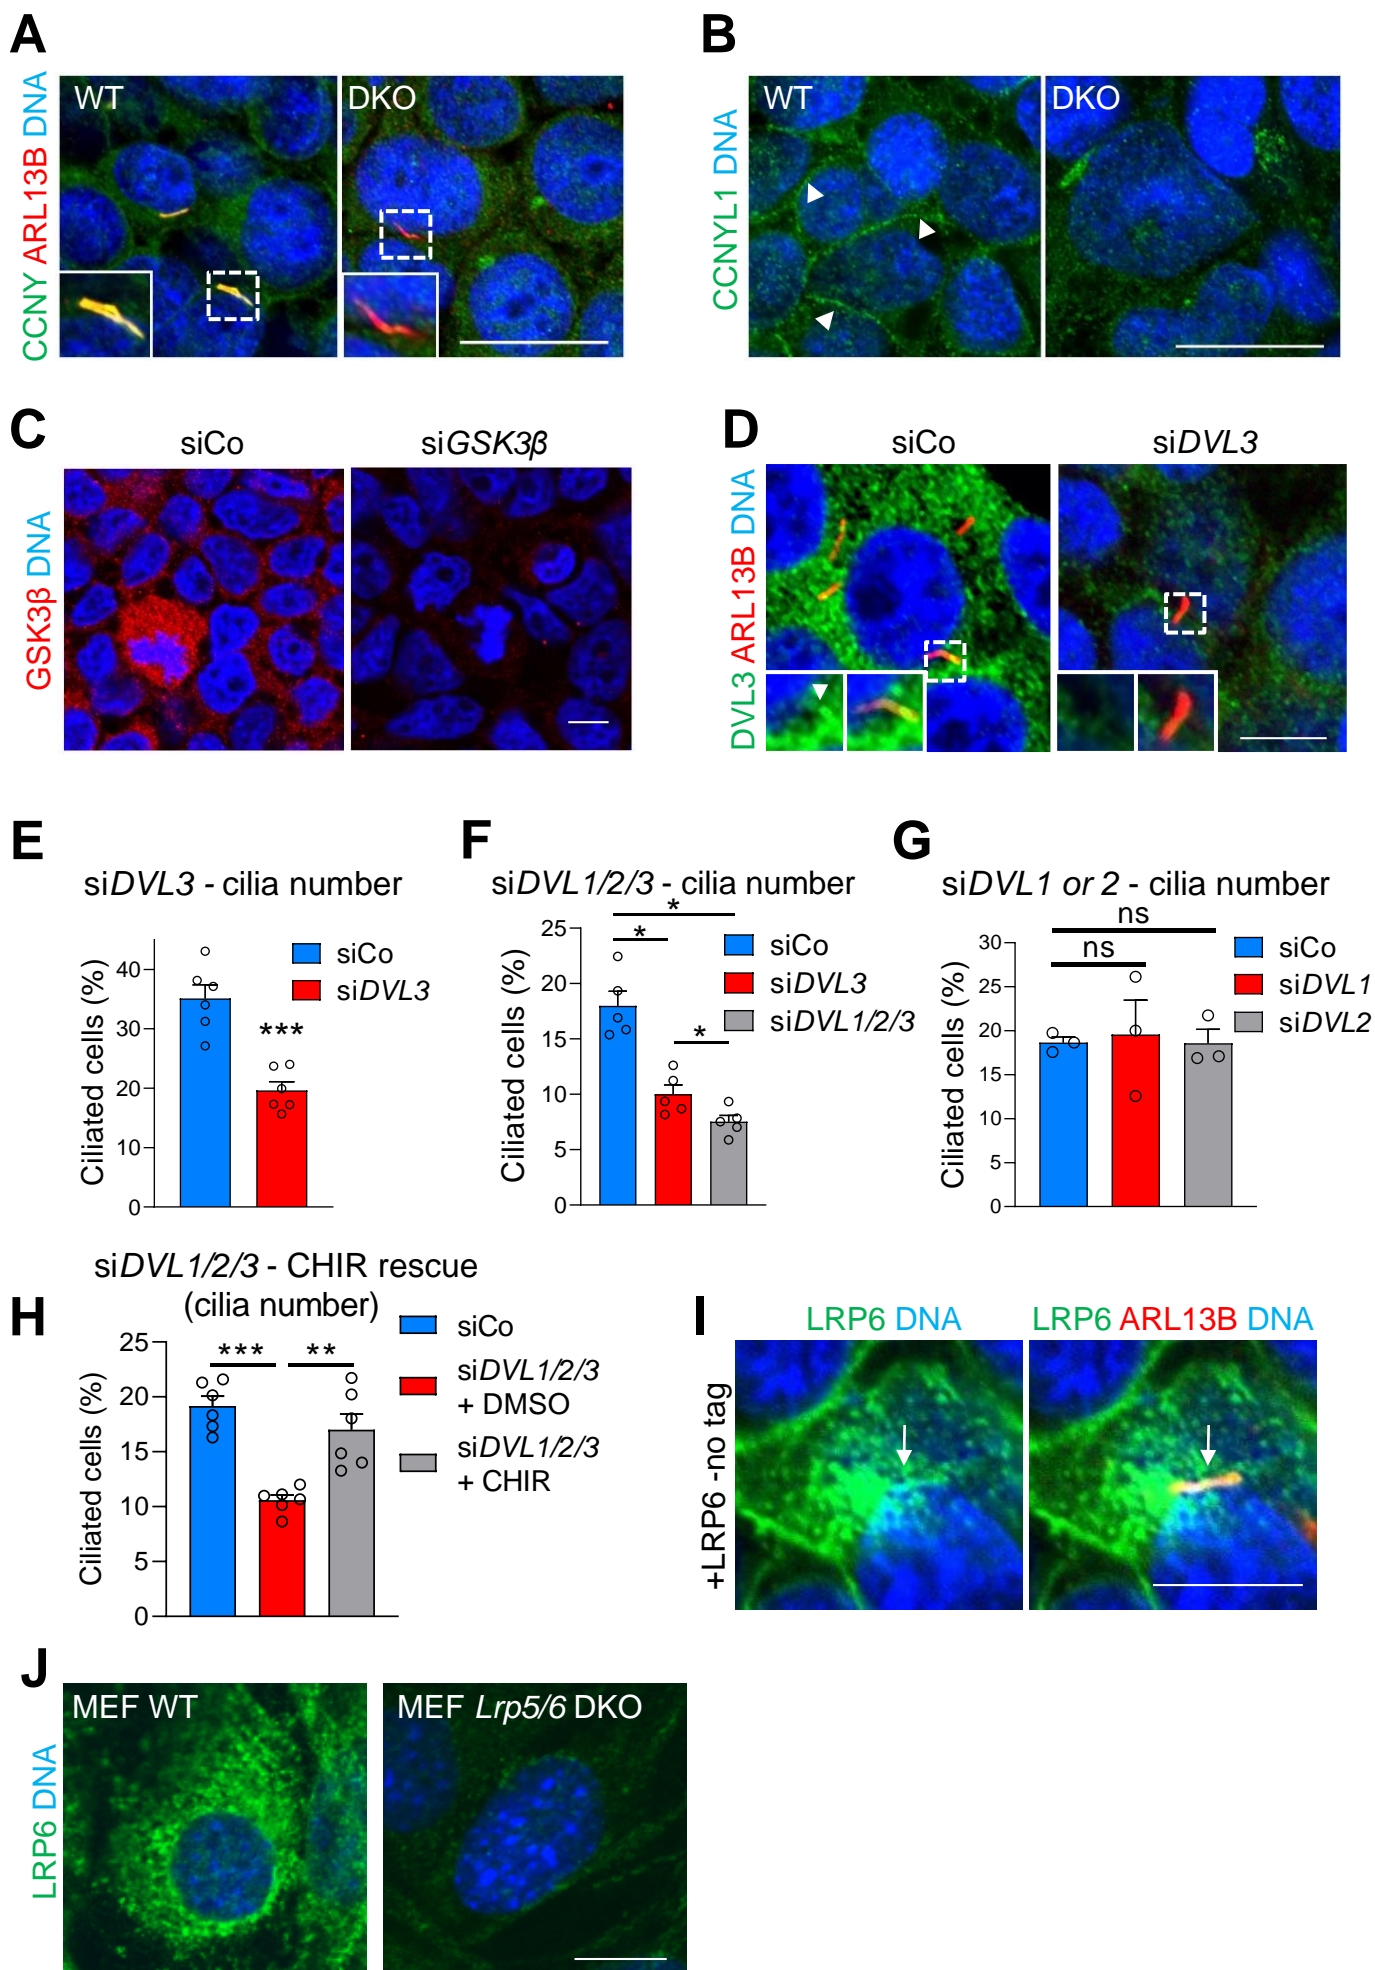 A
B
CCNY ARL13B DNA
WT
DKO
CCNYL1 DNA
WT
DKO
C
D
siCo
siGSK3β
siCo
siDVL3
GSK3β DNA
DVL3 ARL13B DNA
E
F
G
siDVL3 - cilia number
siDVL1/2/3 - cilia number
siDVL1 or 2 - cilia number
Ciliated cells (%)
40
30
20
10
0
***
siCo
siDVL3
Ciliated cells (%)
25
20
15
10
5
0
*
*
*
siCo
siDVL3
siDVL1/2/3
Ciliated cells (%)
30
25
20
15
10
5
0
ns
ns
siCo
siDVL1
siDVL2
H
siDVL1/2/3 - CHIR rescue
(cilia number)
Ciliated cells (%)
25
20
15
10
5
0
***
**
siCo
siDVL1/2/3
+ DMSO
siDVL1/2/3
+ CHIR
I
LRP6 DNA
LRP6 ARL13B DNA
+LRP6 -no tag
J
LRP6 DNA
MEF WT
MEF Lrp5/6 DKO